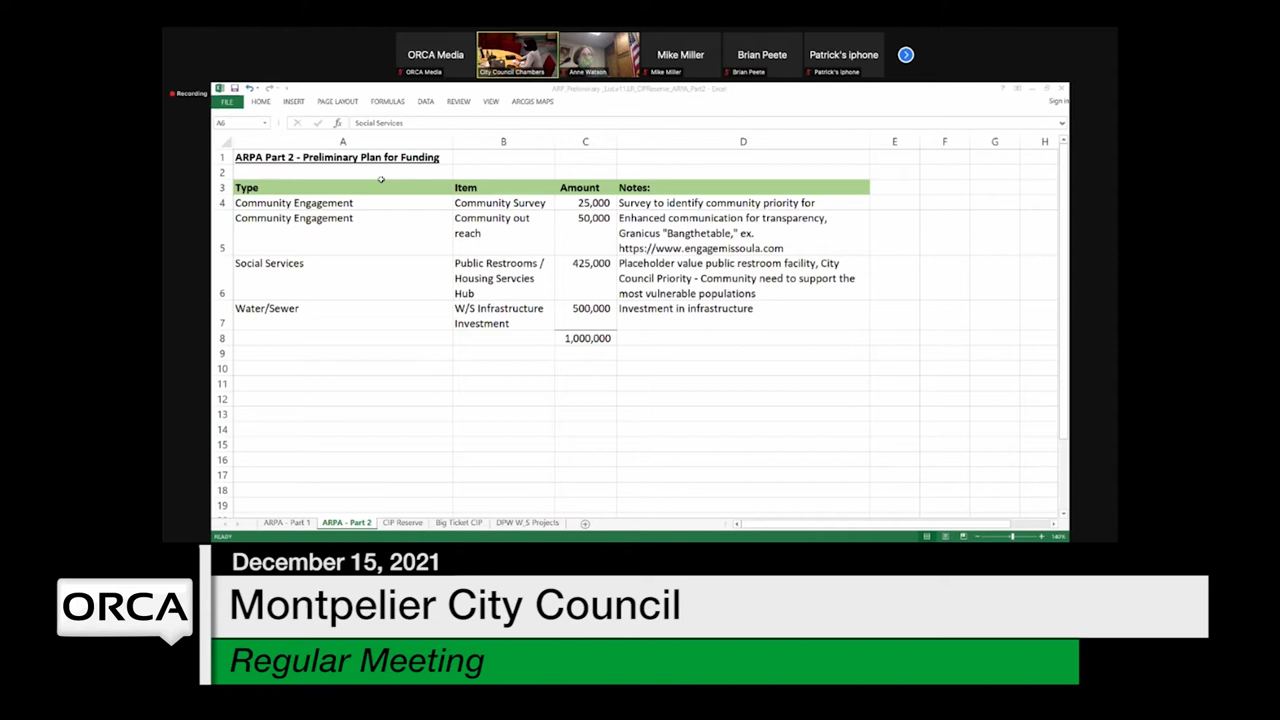 ORCA Media
Mike Miller
Brian Peete
Patrick's iphone
ORCA Media
City Council Chambers
Anne Watson
Mike Miller
Brian Peete
Patrick's iphone
Recording
FILE HOME INSERT PAGE LAYOUT FORMULAS DATA REVIEW VIEW ARCGIS MAPS
Sign in
A6 fx Social Services
A B C D E F G H
1 ARPA Part 2 - Preliminary Plan for Funding
2
3 Type Item Amount Notes:
4 Community Engagement Community Survey 25,000 Survey to identify community priority for
Community Engagement Community out 50,000 Enhanced communication for transparency,
reach Granicus "Bangthetable," ex.
5 https://www.engagemissoula.com
Social Services Public Restrooms / 425,000 Placeholder value public restroom facility, City
Housing Servcies Council Priority - Community need to support the
6 Hub most vulnerable populations
Water/Sewer W/S Infrastructure 500,000 Investment in infrastructure
7 Investment
8 1,000,000
9
10
11
12
13
14
15
16
17
18
19
ARPA - Part 1 ARPA - Part 2 CIP Reserve Big Ticket CIP DPW W_S Projects
READY 140%
December 15, 2021
ORCA
Montpelier City Council
Regular Meeting